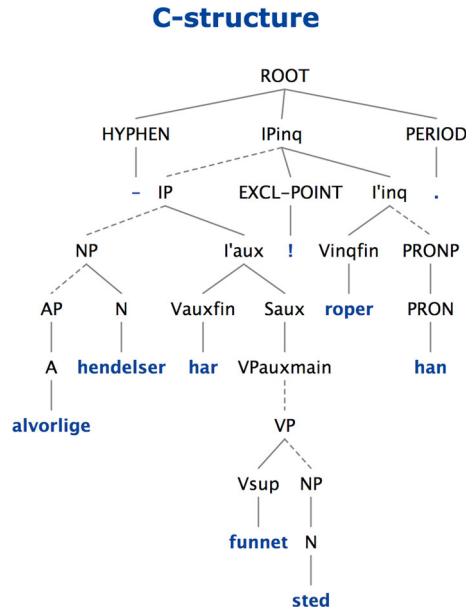 C-structure
ROOT
HYPHEN IPinq PERIOD
- IP EXCL-POINT I'inq .
NP I'aux ! Vinqfin PRONP
AP N Vauxfin Saux roper PRON
A hendelser har VPauxmain han
alvorlige
VP
Vsup NP
funnet N
sted